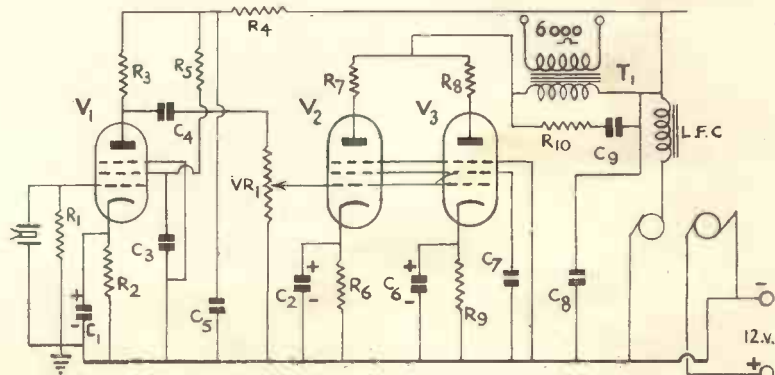 R4
6000
R3
R5
R7
R8
T1
V1
C4
V2
V3
L.F.C
R10
C9
VR1
R1
C3
R2
C1
C5
C2
R6
C6
C7
R9
C8
+
-
+
-
+
-
-
12.v.
+